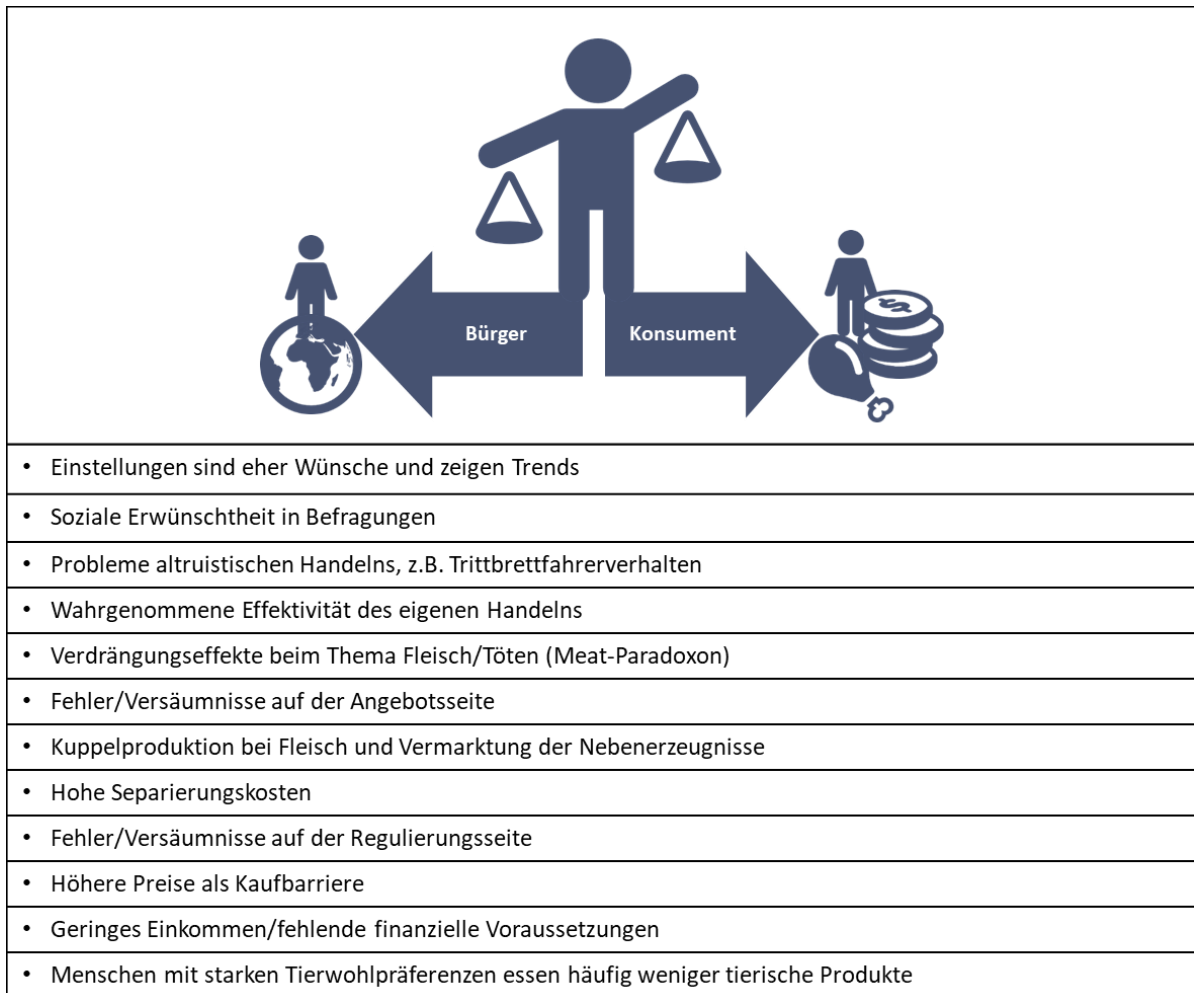 Bürger
Konsument
• Einstellungen sind eher Wünsche und zeigen Trends
• Soziale Erwünschtheit in Befragungen
• Probleme altruistischen Handelns, z.B. Trittbrettfahrerverhalten
• Wahrgenommene Effektivität des eigenen Handelns
• Verdrängungseffekte beim Thema Fleisch/Töten (Meat-Paradoxon)
• Fehler/Versäumnisse auf der Angebotsseite
• Kuppelproduktion bei Fleisch und Vermarktung der Nebenerzeugnisse
• Hohe Separierungskosten
• Fehler/Versäumnisse auf der Regulierungsseite
• Höhere Preise als Kaufbarriere
• Geringes Einkommen/fehlende finanzielle Voraussetzungen
• Menschen mit starken Tierwohlpräferenzen essen häufig weniger tierische Produkte